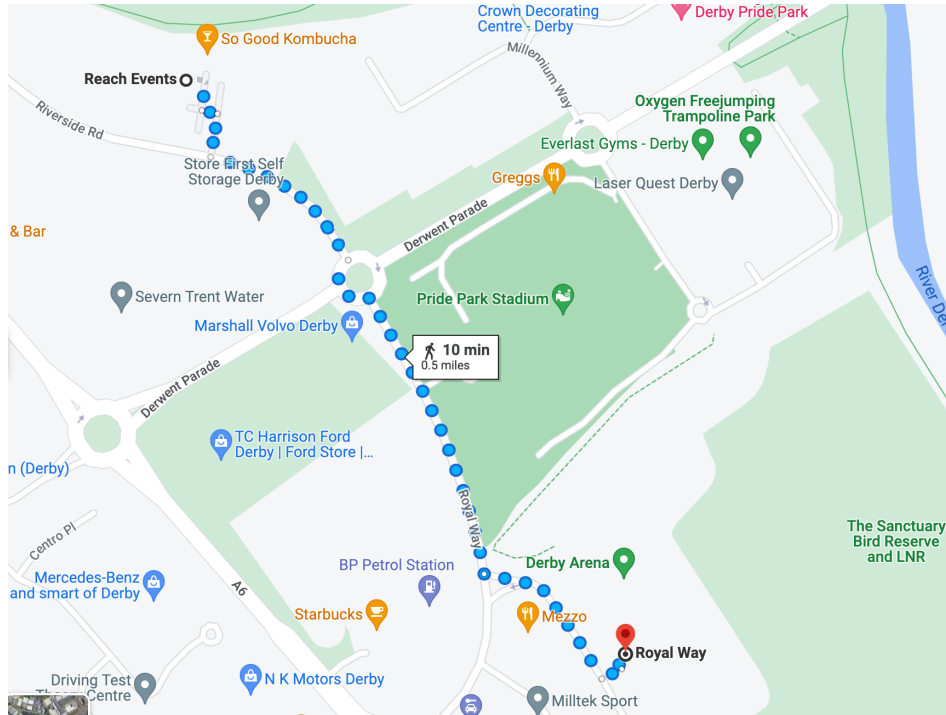 Crown Decorating
Centre - Derby
Derby Pride Park
So Good Kombucha
Millennium Way
Reach Events
Riverside Rd
Oxygen Freejumping
Trampoline Park
Everlast Gyms - Derby
Store First Self
Storage Derby
Greggs
Laser Quest Derby
Derwent Parade
& Bar
River De
Severn Trent Water
Pride Park Stadium
Marshall Volvo Derby
10 min
0.5 miles
Derwent Parade
TC Harrison Ford
Derby | Ford Store |...
n (Derby)
Royal Way
Centro Pl
The Sanctuary
Bird Reserve
and LNR
BP Petrol Station
Derby Arena
Mercedes-Benz
and smart of Derby
A6
Starbucks
Mezzo
Royal Way
Driving Test
Theory Centre
N K Motors Derby
Milltek Sport